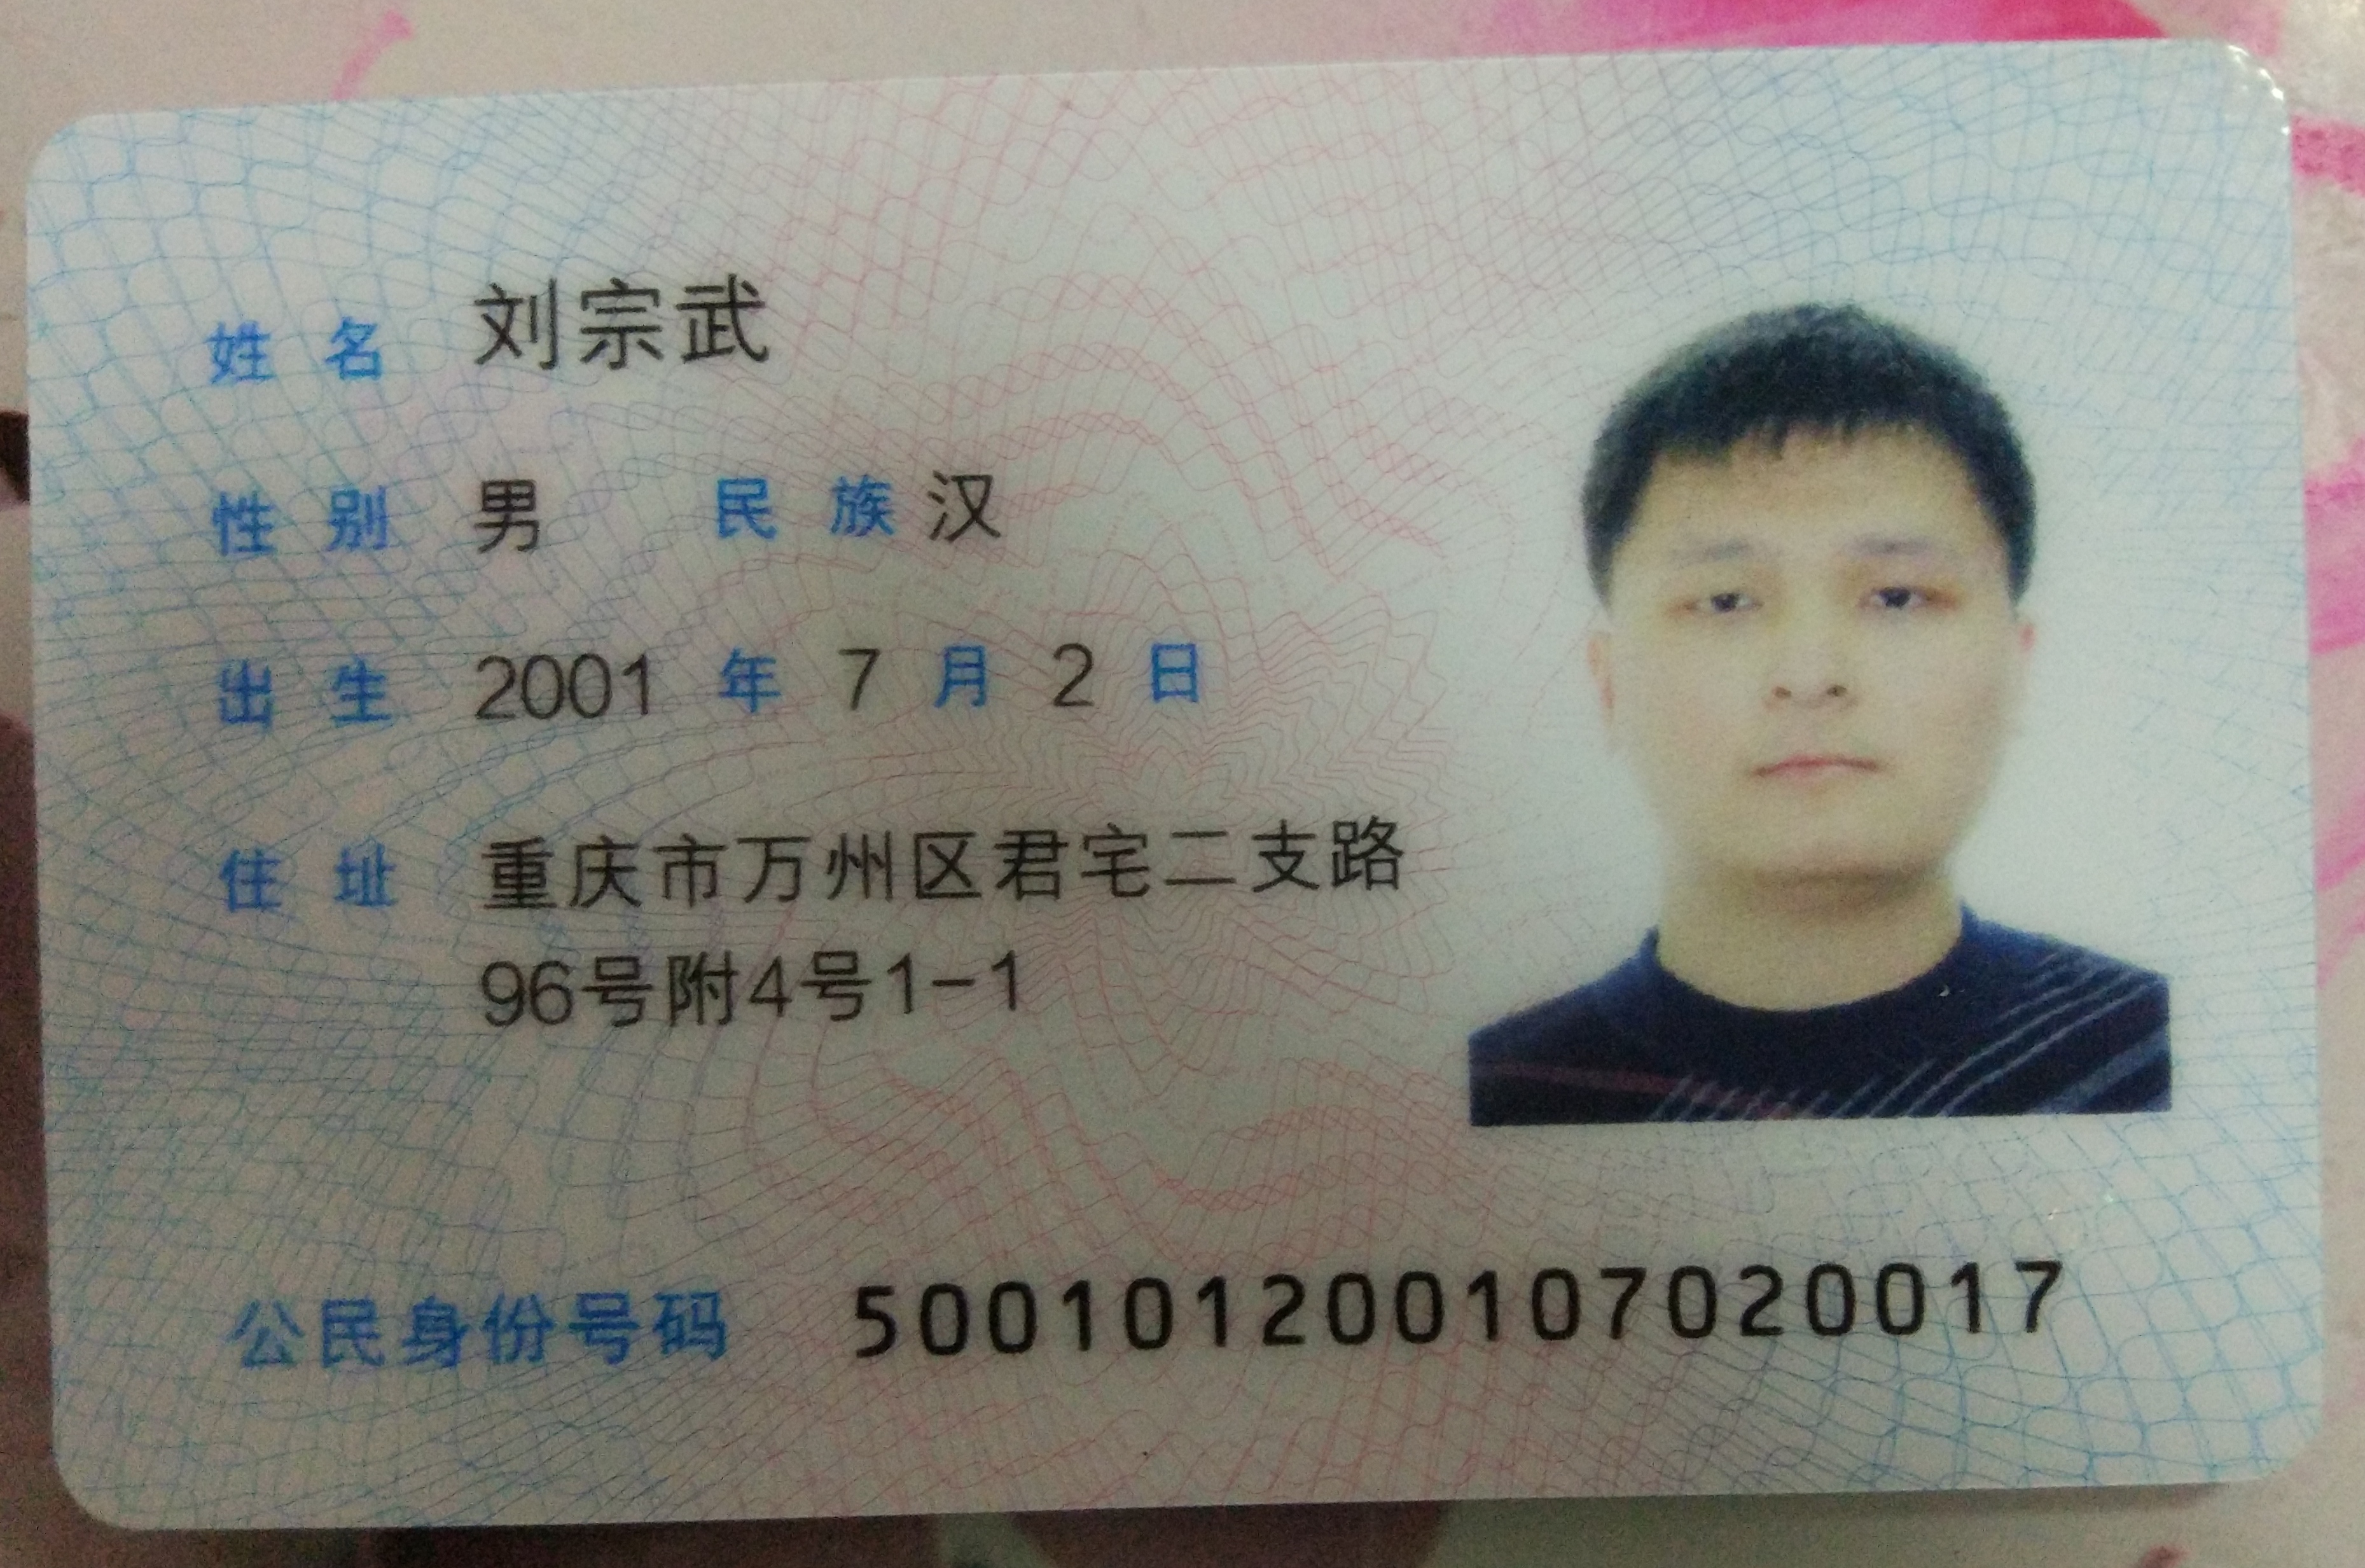 姓名 刘宗武
性别 男 民族 汉
出生 2001 年 7 月 2 日
住址 重庆市万州区君宅二支路
96号附4号1-1
公民身份号码 500101200107020017